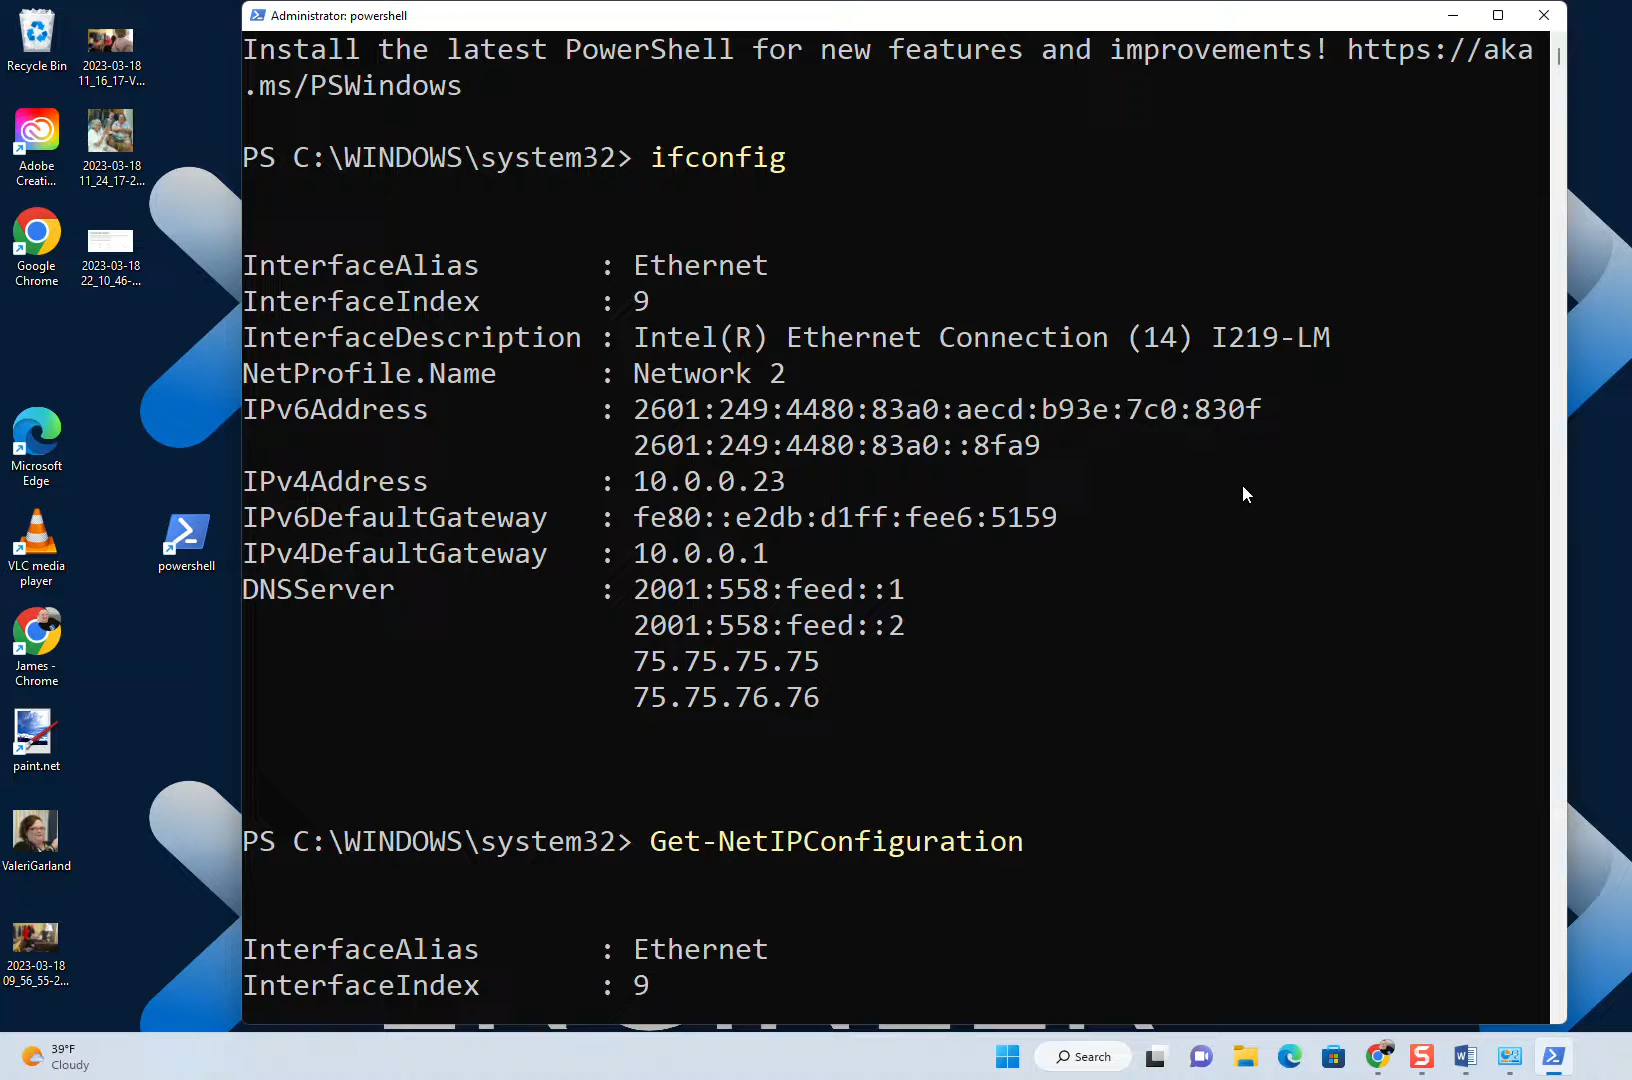 Administrator: powershell
Install the latest PowerShell for new features and improvements! https://aka
.ms/PSWindows
PS C:\WINDOWS\system32> ifconfig
InterfaceAlias : Ethernet
InterfaceIndex : 9
InterfaceDescription : Intel(R) Ethernet Connection (14) I219-LM
NetProfile.Name : Network 2
IPv6Address : 2601:249:4480:83a0:aecd:b93e:7c0:830f
2601:249:4480:83a0::8fa9
IPv4Address : 10.0.0.23
IPv6DefaultGateway : fe80::e2db:d1ff:fee6:5159
IPv4DefaultGateway : 10.0.0.1
DNSServer : 2001:558:feed::1
2001:558:feed::2
75.75.75.75
75.75.76.76
PS C:\WINDOWS\system32> Get-NetIPConfiguration
InterfaceAlias : Ethernet
InterfaceIndex : 9
Recycle Bin
2023-03-18
11_16_17-V...
Adobe
Creati...
2023-03-18
11_24_17-2...
Google
Chrome
2023-03-18
22_10_46-...
Microsoft
Edge
VLC media
player
powershell
James -
Chrome
paint.net
ValeriGarland
2023-03-18
09_56_55-2...
39°F
Cloudy
Search